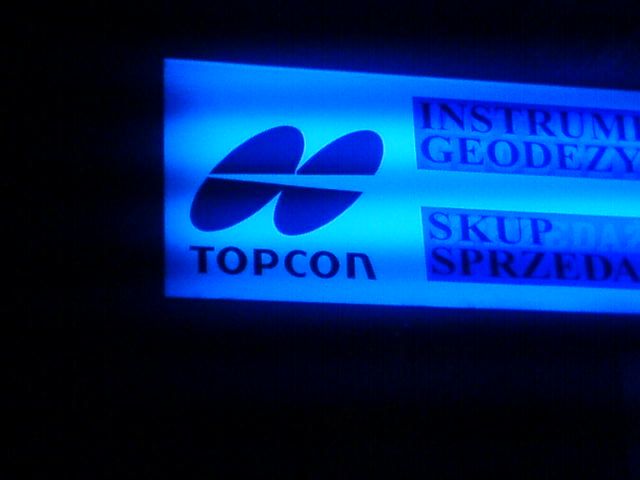 TOPCON
INSTRUM
GEODEZY
SKUP
SPRZEDA